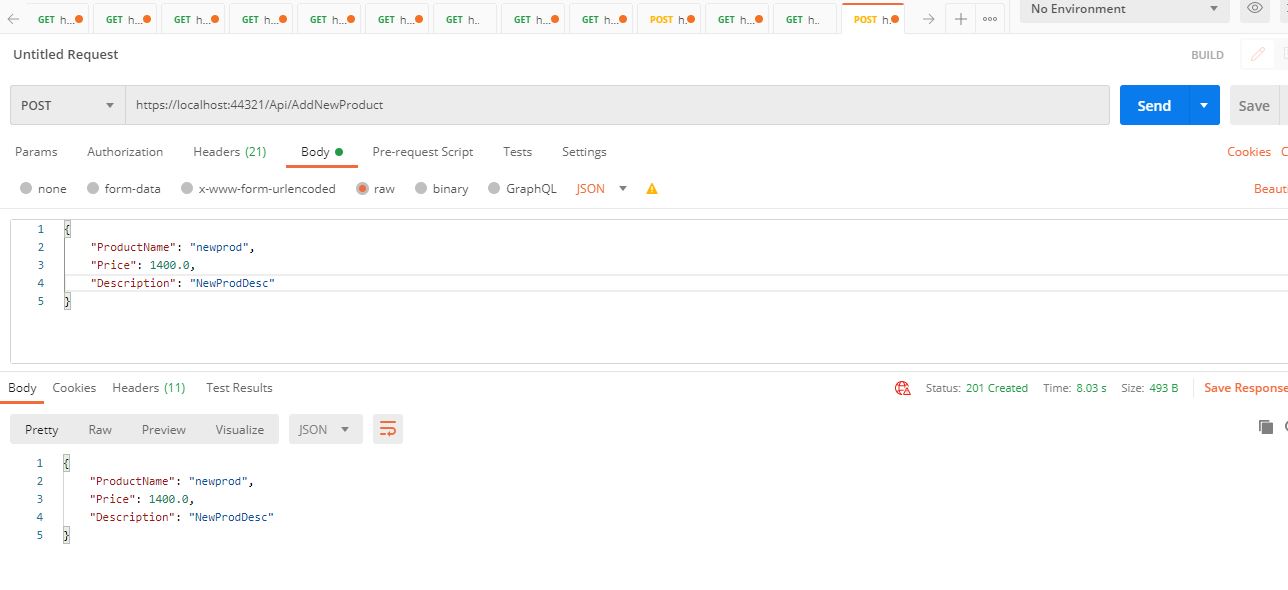 GET h... GET h... GET h... GET h... GET h... GET h... GET h.. GET h... GET h... POST h... GET h... GET h.. POST h... No Environment
Untitled Request BUILD
POST https://localhost:44321/Api/AddNewProduct Send Save
Params Authorization Headers (21) Body Pre-request Script Tests Settings Cookies C
none form-data x-www-form-urlencoded raw binary GraphQL JSON Beaut
1 {
2 "ProductName": "newprod",
3 "Price": 1400.0,
4 "Description": "NewProdDesc"
5 }
Body Cookies Headers (11) Test Results Status: 201 Created Time: 8.03 s Size: 493 B Save Response
Pretty Raw Preview Visualize JSON
1 {
2 "ProductName": "newprod",
3 "Price": 1400.0,
4 "Description": "NewProdDesc"
5 }